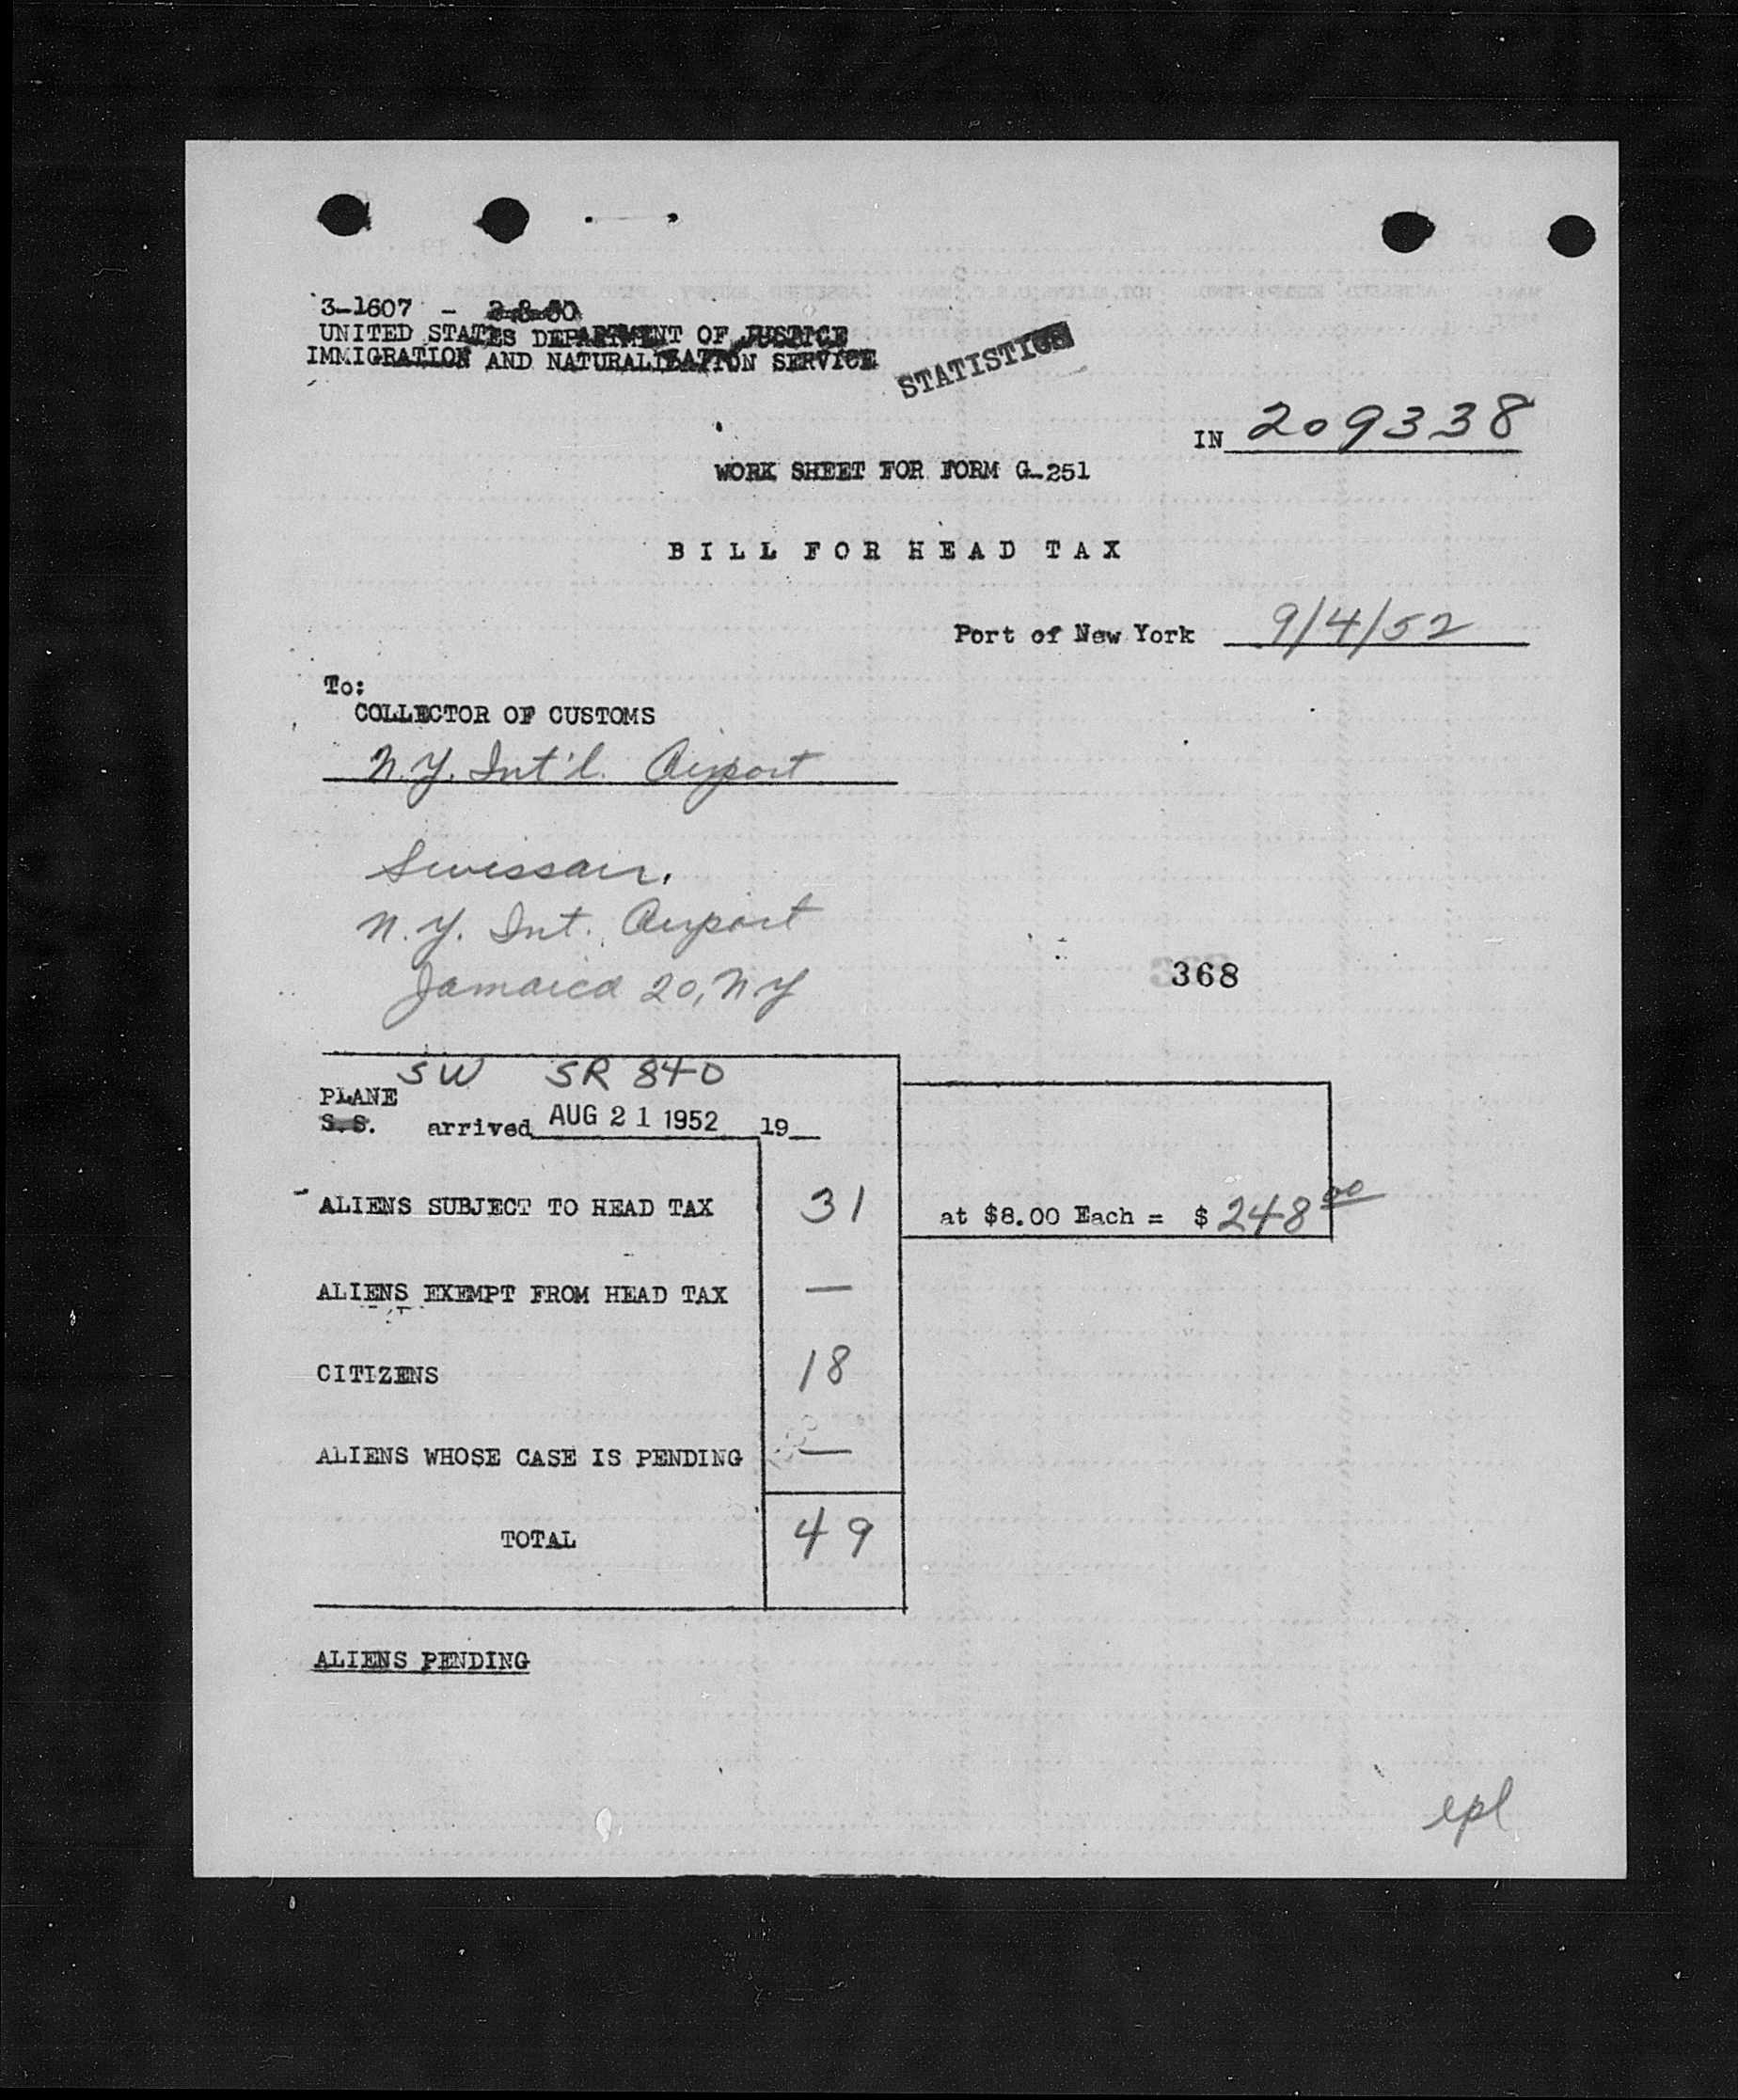 3-1607 - 2-8-50
UNITED STATES DEPARTMENT OF JUSTICE
IMMIGRATION AND NATURALIZATION SERVICE
STATISTICS
IN 209338
WORK SHEET FOR FORM G-251
BILL FOR HEAD TAX
Port of New York 9/4/52
To:
COLLECTOR OF CUSTOMS
N.Y. Int'l. Airport
Swissair.
N.Y. Int. Airport
Jamaica 20, NY
368
SW SR 840
PLANE
S.S. arrived AUG 21 1952 19
ALIENS SUBJECT TO HEAD TAX 31 at $8.00 Each = $ 248 00
ALIENS EXEMPT FROM HEAD TAX —
CITIZENS 18
ALIENS WHOSE CASE IS PENDING —
TOTAL 49
ALIENS PENDING
epl